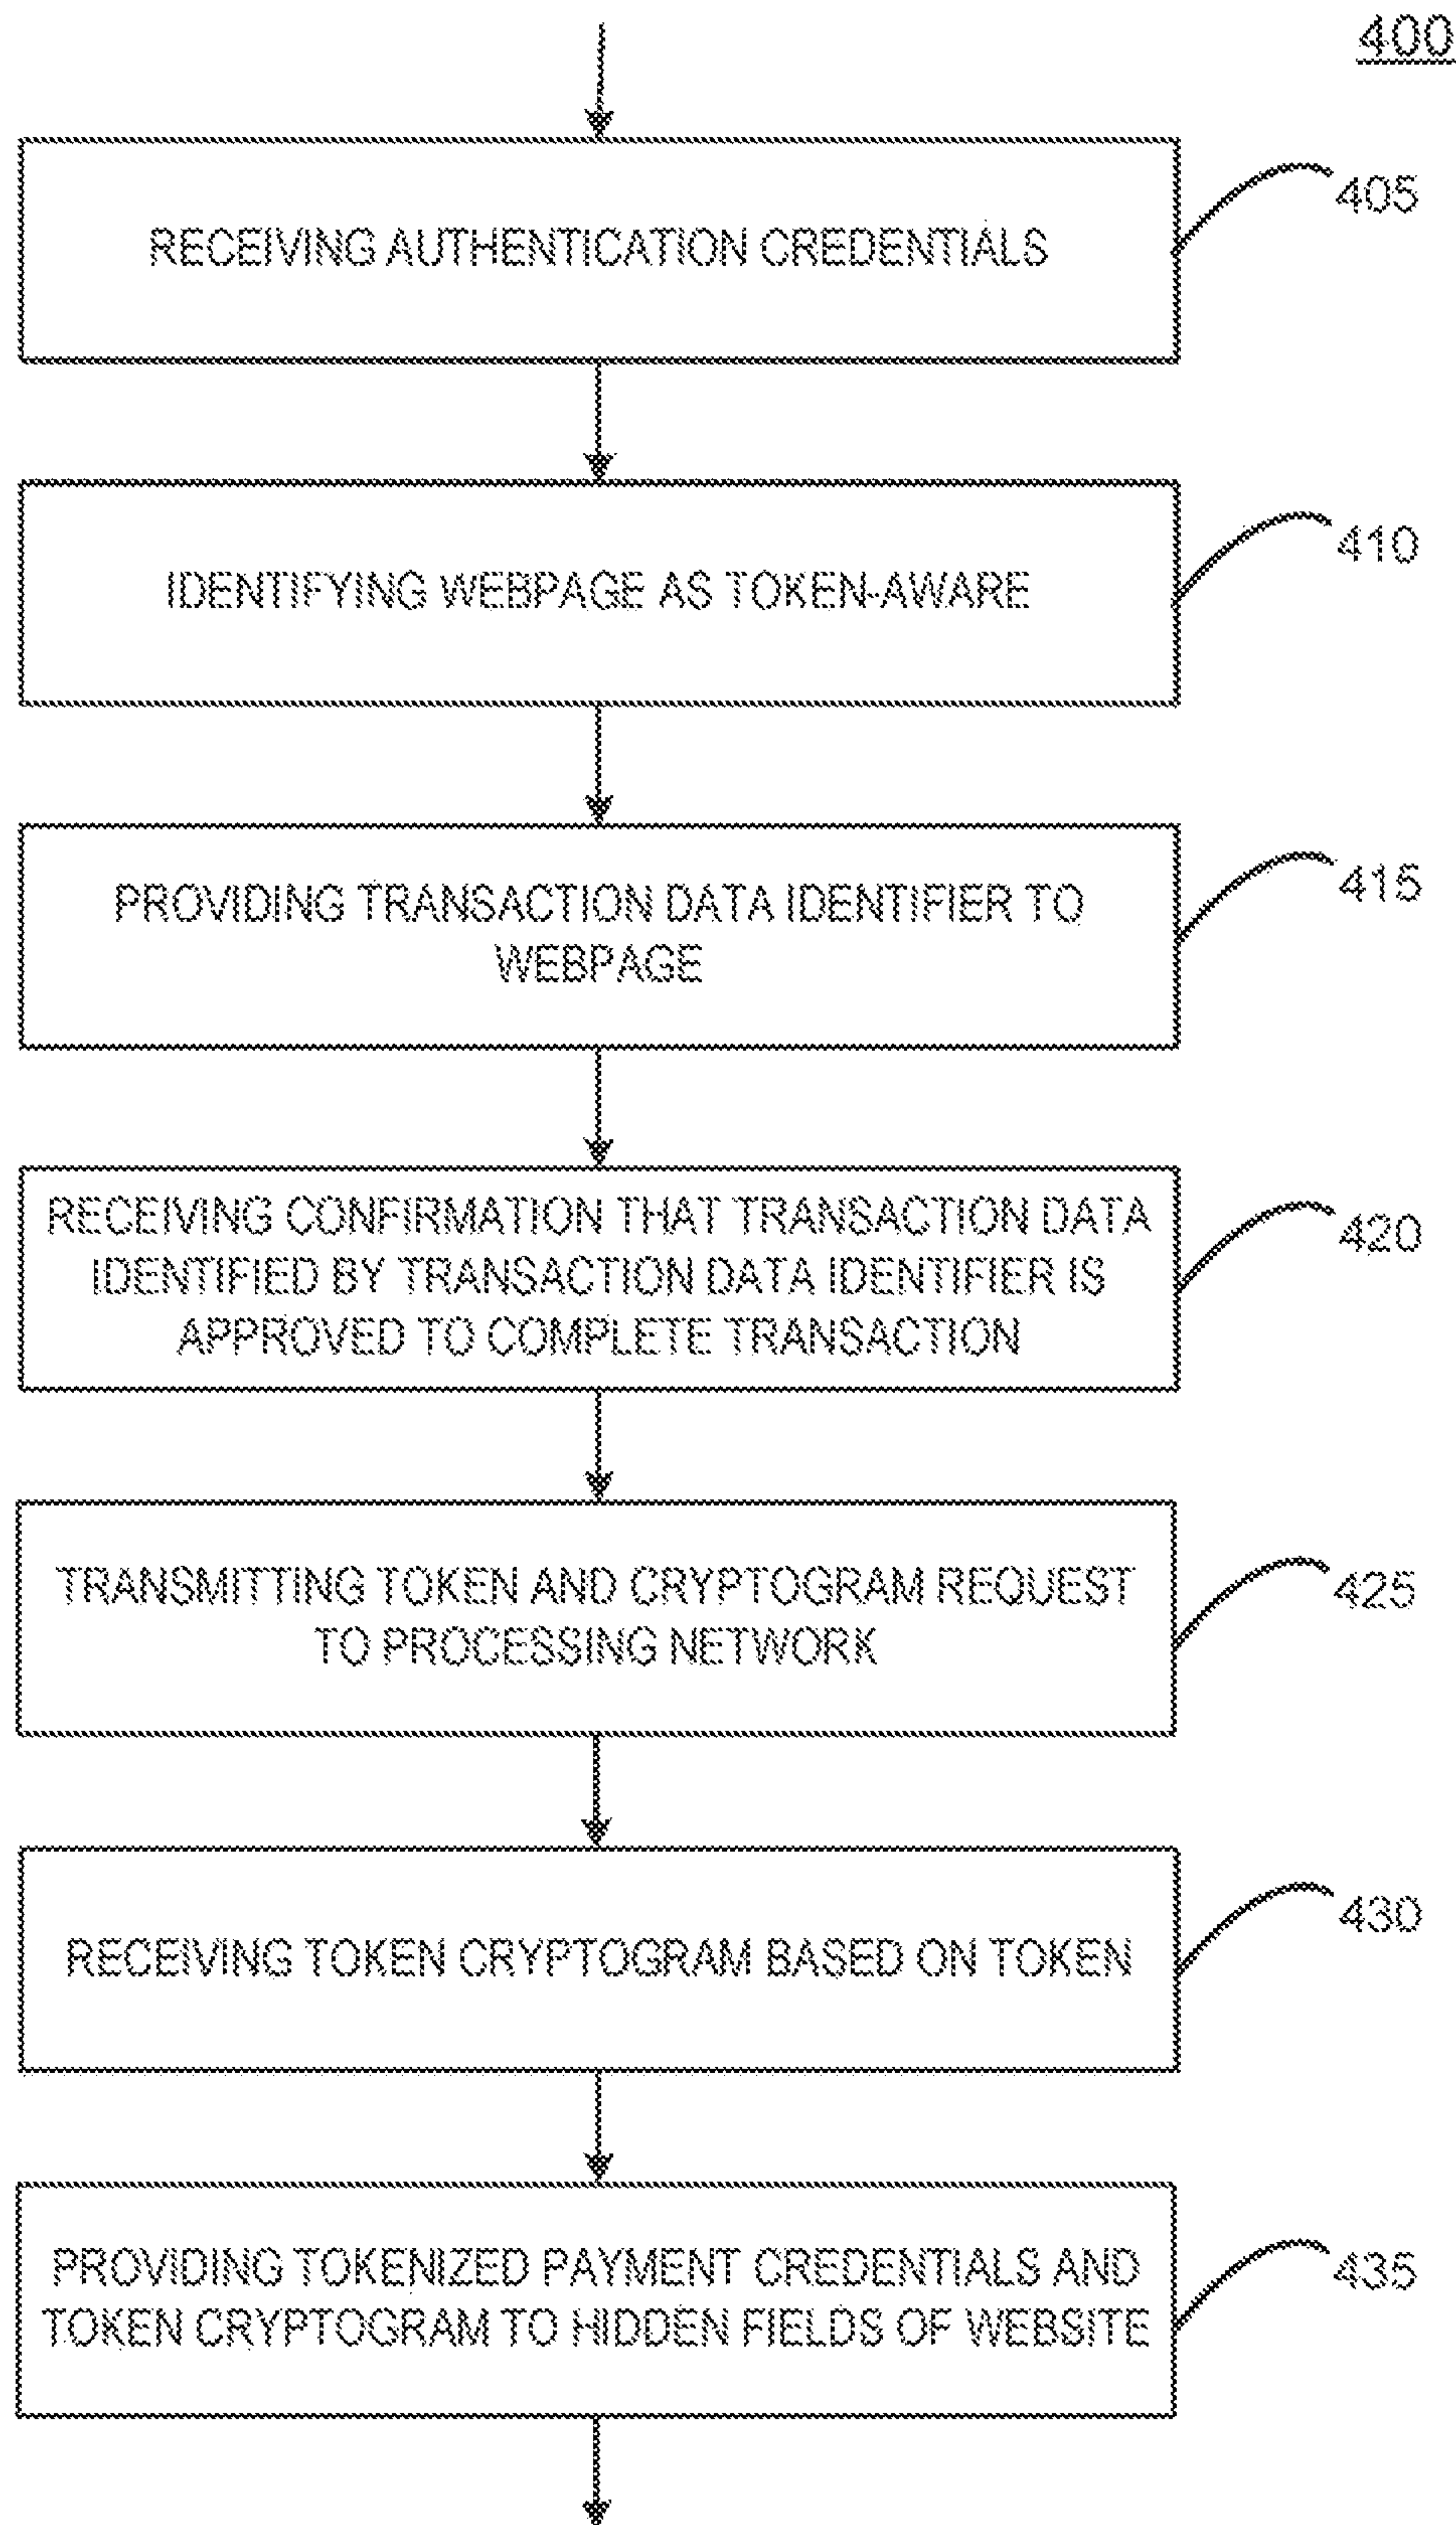 400
RECEIVING AUTHENTICATION CREDENTIALS
405
IDENTIFYING WEBPAGE AS TOKEN-AWARE
410
PROVIDING TRANSACTION DATA IDENTIFIER TO
WEBPAGE
415
RECEIVING CONFIRMATION THAT TRANSACTION DATA
IDENTIFIED BY TRANSACTION DATA IDENTIFIER IS
APPROVED TO COMPLETE TRANSACTION
420
TRANSMITTING TOKEN AND CRYPTOGRAM REQUEST
TO PROCESSING NETWORK
425
RECEIVING TOKEN CRYPTOGRAM BASED ON TOKEN
430
PROVIDING TOKENIZED PAYMENT CREDENTIALS AND
TOKEN CRYPTOGRAM TO HIDDEN FIELDS OF WEBSITE
435